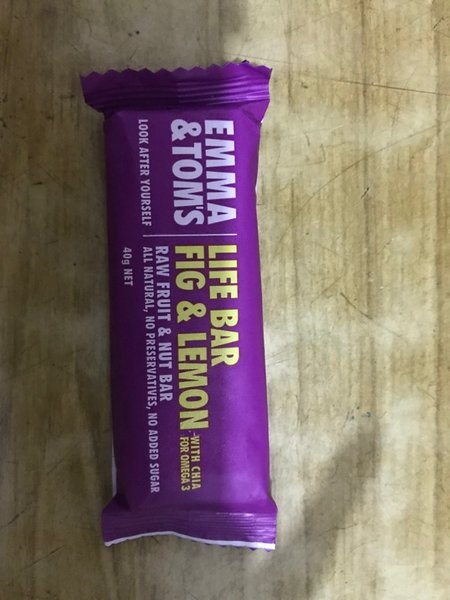 EMMA
&TOM'S
LOOK AFTER YOURSELF
LIFE BAR
FIG & LEMON
-WITH CHIA
FOR OMEGA 3
RAW FRUIT & NUT BAR
ALL NATURAL, NO PRESERVATIVES, NO ADDED SUGAR
40g NET